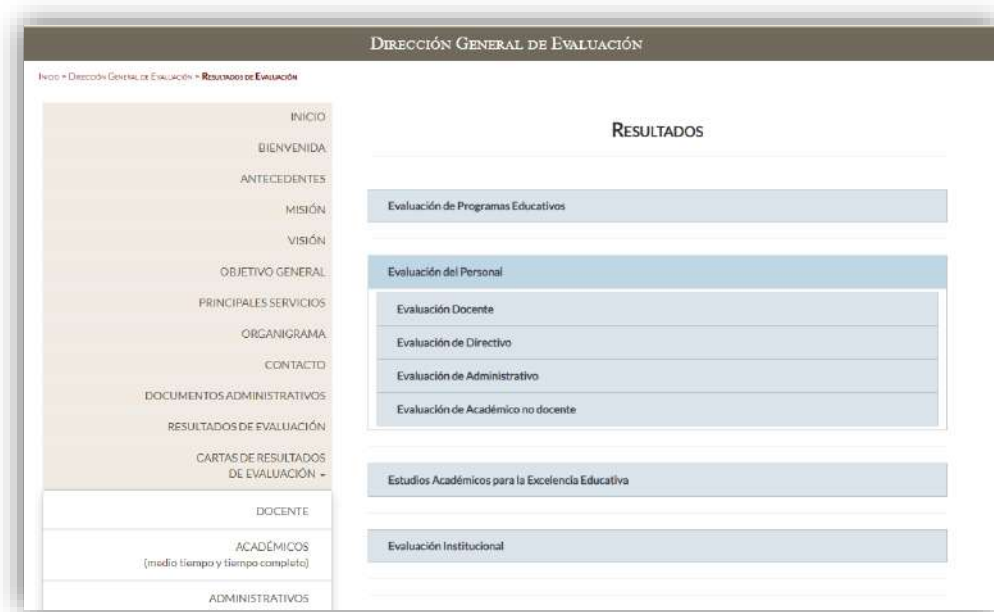 DIRECCIÓN GENERAL DE EVALUACIÓN
INICIO » DIRECCIÓN GENERAL DE EVALUACIÓN » RESULTADOS DE EVALUACIÓN
INICIO
BIENVENIDA
ANTECEDENTES
MISIÓN
VISIÓN
OBJETIVO GENERAL
PRINCIPALES SERVICIOS
ORGANIGRAMA
CONTACTO
DOCUMENTOS ADMINISTRATIVOS
RESULTADOS DE EVALUACIÓN
CARTAS DE RESULTADOS
DE EVALUACIÓN
DOCENTE
ACADÉMICOS
(medio tiempo y tiempo completo)
ADMINISTRATIVOS
RESULTADOS
Evaluación de Programas Educativos
Evaluación del Personal
Evaluación Docente
Evaluación de Directivo
Evaluación de Administrativo
Evaluación de Académico no docente
Estudios Académicos para la Excelencia Educativa
Evaluación Institucional